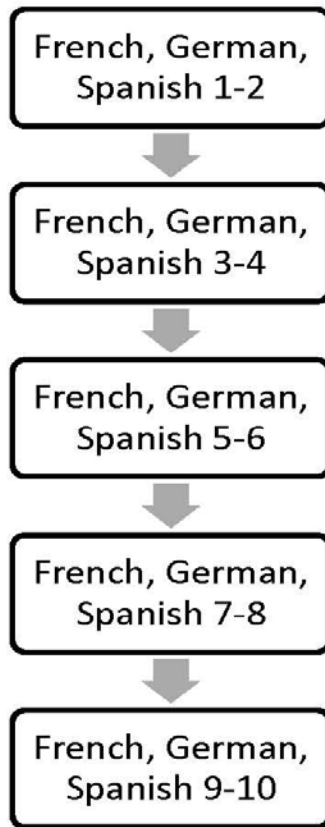 French, German,
Spanish 1-2
French, German,
Spanish 3-4
French, German,
Spanish 5-6
French, German,
Spanish 7-8
French, German,
Spanish 9-10